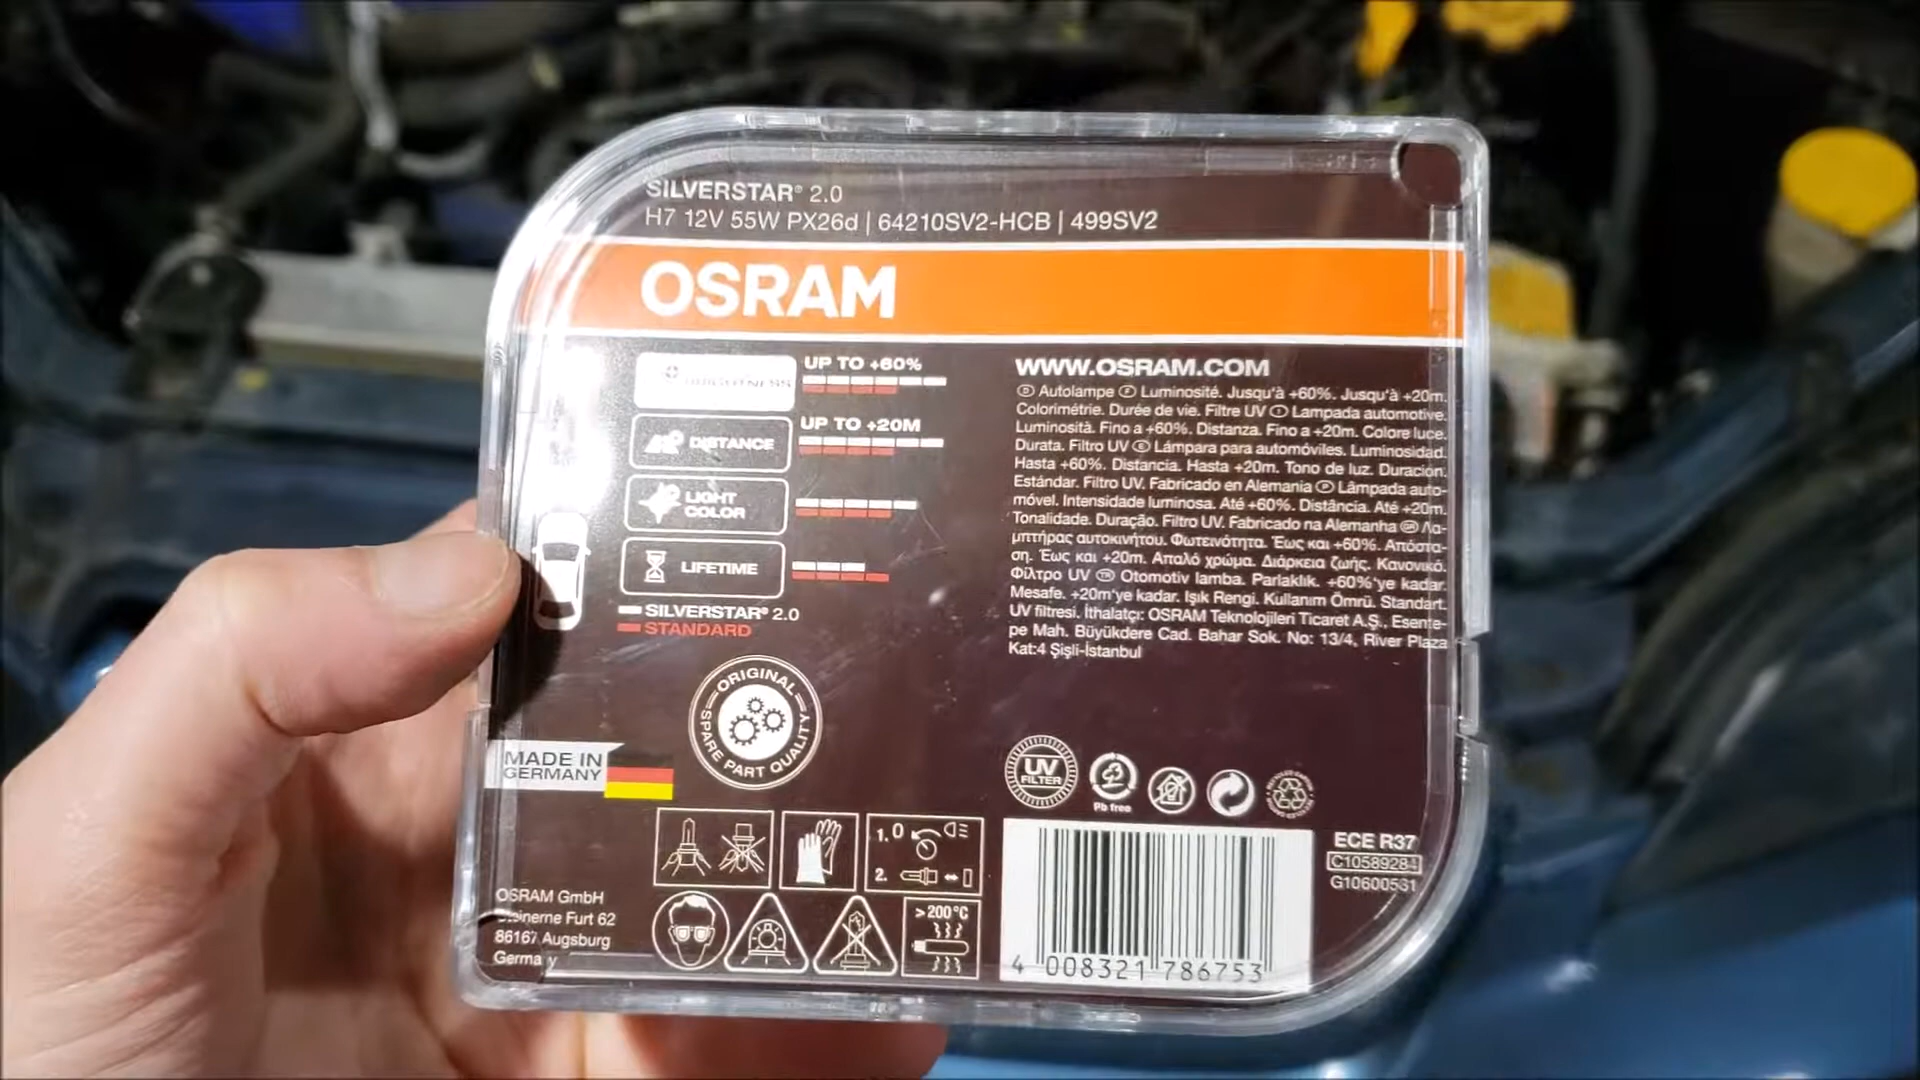 SILVERSTAR® 2.0
H7 12V 55W PX26d | 64210SV2-HCB | 499SV2
OSRAM
BRIGHTNESS
UP TO +60%
DISTANCE
UP TO +20M
LIGHT
COLOR
LIFETIME
SILVERSTAR® 2.0
STANDARD
ORIGINAL
SPARE PART QUALITY
MADE IN
GERMANY
WWW.OSRAM.COM
Ⓓ Autolampe Ⓕ Luminosité. Jusqu'à +60%. Jusqu'à +20m.
Colorimétrie. Durée de vie. Filtre UV Ⓘ Lampada automotive.
Luminosità. Fino a +60%. Distanza. Fino a +20m. Colore luce.
Durata. Filtro UV Ⓔ Lámpara para automóviles. Luminosidad.
Hasta +60%. Distancia. Hasta +20m. Tono de luz. Duración.
Estándar. Filtro UV. Fabricado en Alemania Ⓟ Lâmpada auto-
móvel. Intensidade luminosa. Até +60%. Distância. Até +20m.
Tonalidade. Duração. Filtro UV. Fabricado na Alemanha GR Λα-
μπτήρας αυτοκινήτου. Φωτεινότητα. Έως και +60%. Απόστα-
ση. Έως και +20m. Απαλό χρώμα. Διάρκεια ζωής. Κανονικό.
Φίλτρο UV TR Otomotiv lamba. Parlaklık. +60%'ye kadar.
Mesafe. +20m'ye kadar. Işık Rengi. Kullanım Ömrü. Standart.
UV filtresi. İthalatçı: OSRAM Teknolojileri Ticaret A.Ş., Esente-
pe Mah. Büyükdere Cad. Bahar Sok. No: 13/4, River Plaza
Kat:4 Şişli-İstanbul
UV
FILTER
Pb free
1. 0
2.
>200°C
OSRAM GmbH
Steinerne Furt 62
86167 Augsburg
Germany
4 008321 786753
ECE R37
C10589284
G10600531